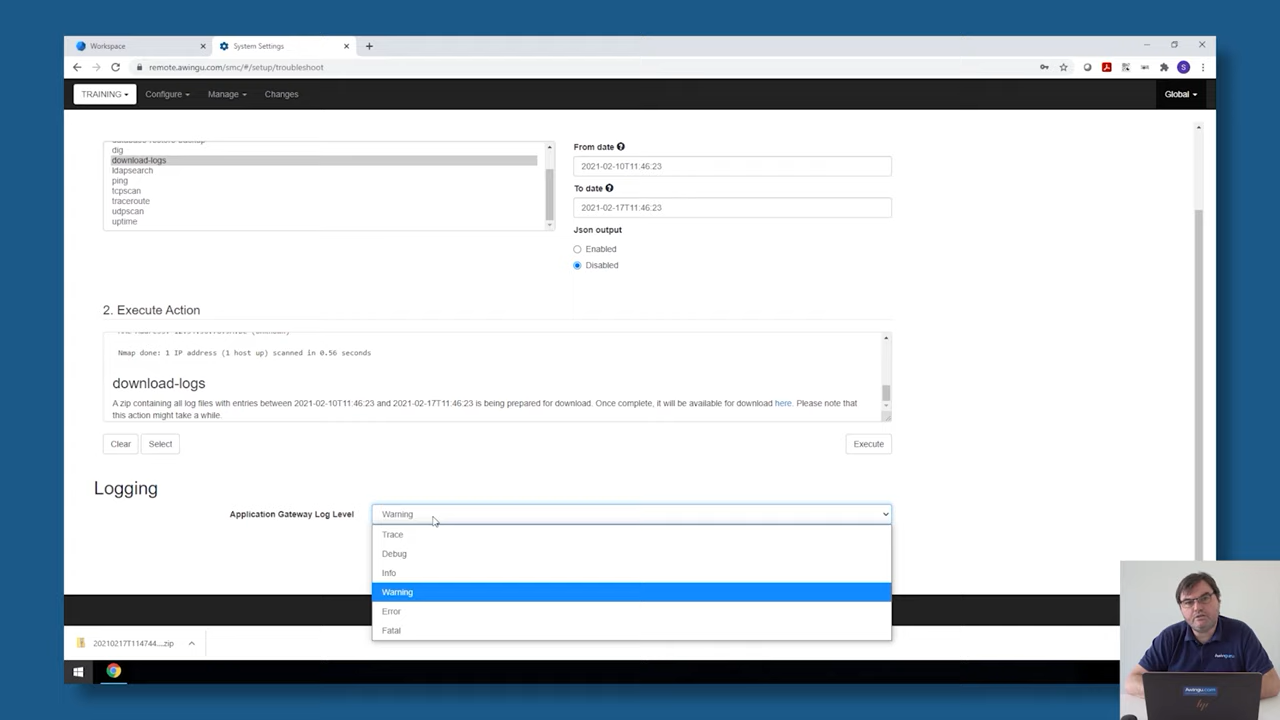 Workspace
System Settings
remote.awingu.com/smc/#/setup/troubleshoot
S
TRAINING
Configure
Manage
Changes
Global
dig
download-logs
ldapsearch
ping
tcpscan
traceroute
udpscan
uptime
From date
2021-02-10T11:46:23
To date
2021-02-17T11:46:23
Json output
Enabled
Disabled
2. Execute Action
Nmap done: 1 IP address (1 host up) scanned in 0.56 seconds
download-logs
A zip containing all log files with entries between 2021-02-10T11:46:23 and 2021-02-17T11:46:23 is being prepared for download. Once complete, it will be available for download here. Please note that
this action might take a while.
Clear
Select
Execute
Logging
Application Gateway Log Level
Warning
Trace
Debug
Info
Warning
Error
Fatal
20210217T114744....zip
Awingu.com